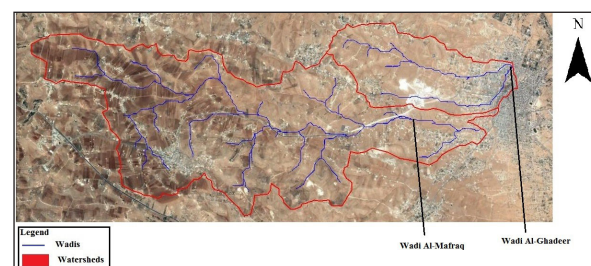 N
Wadi Al-Mafraq
Wadi Al-Ghadeer
Legend
Wadis
Watersheds